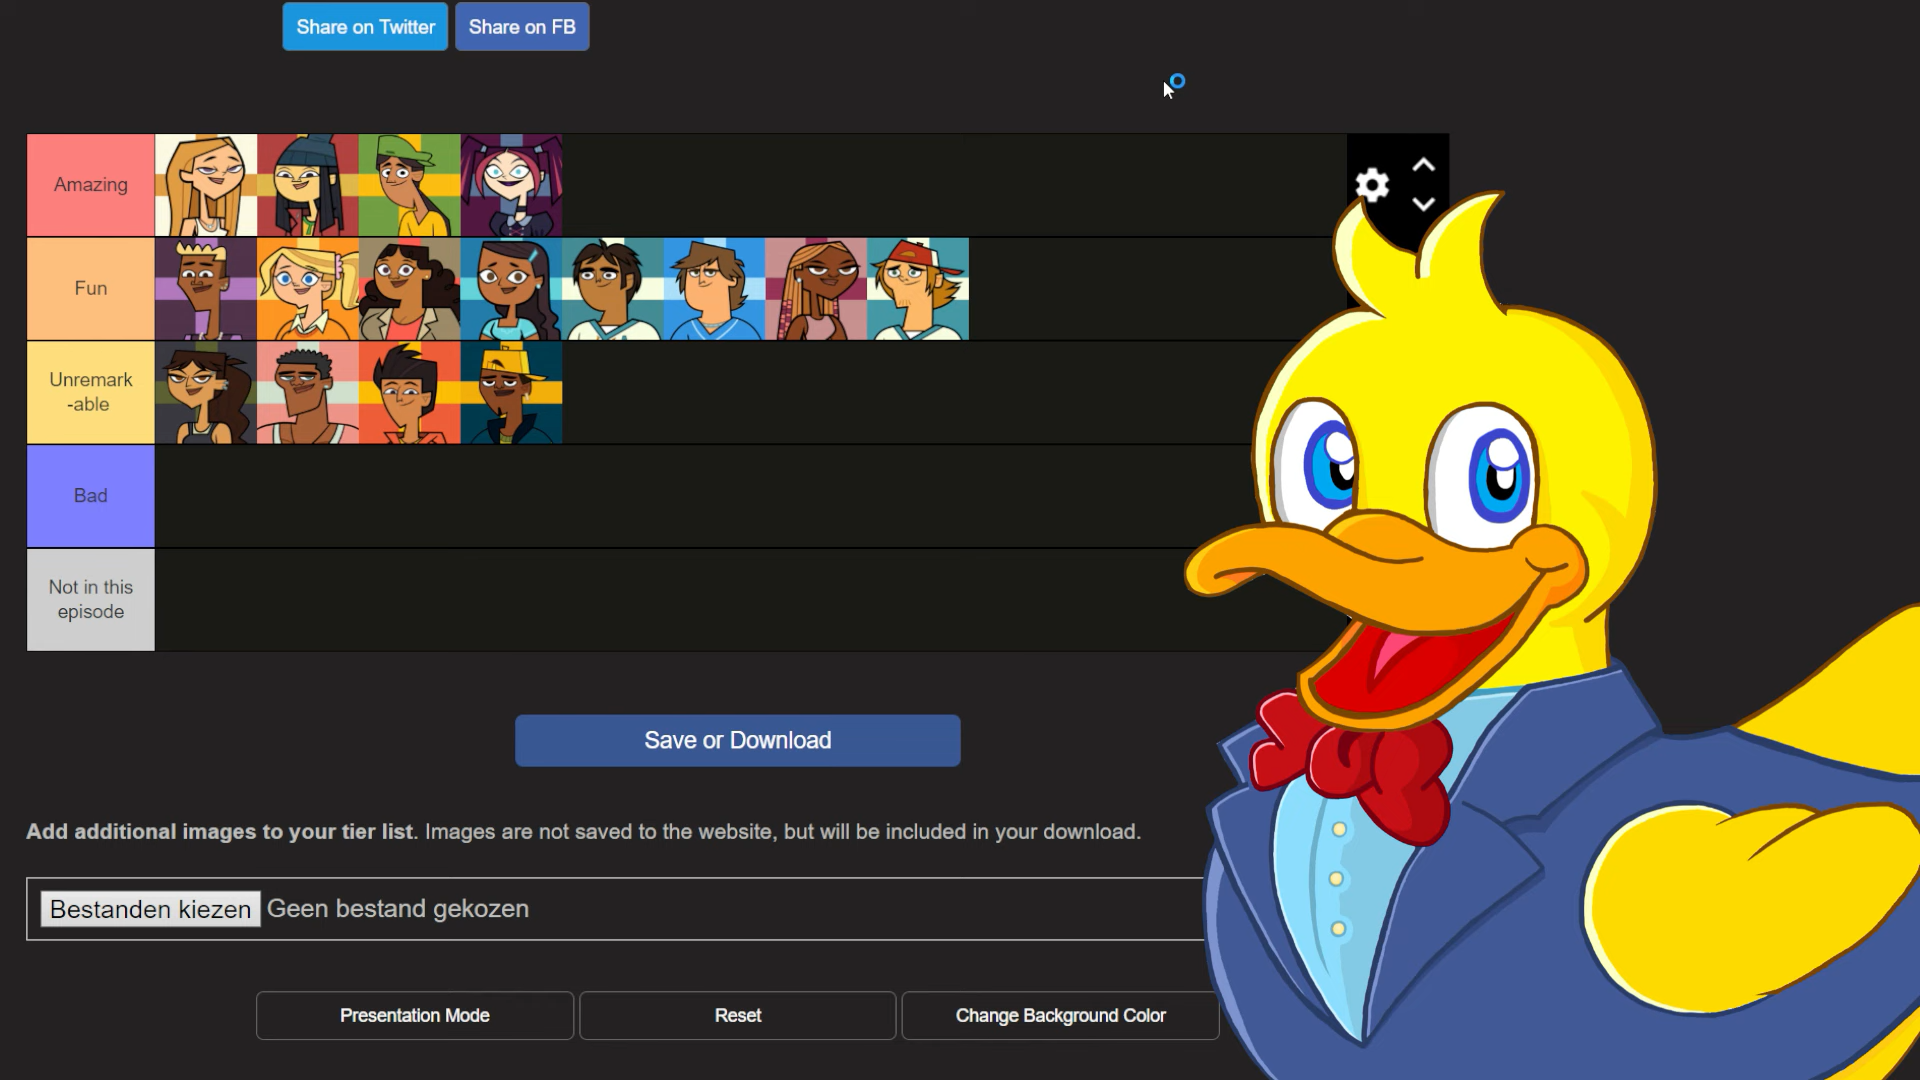 Share on Twitter
Share on FB
Amazing
Fun
Unremark
-able
Bad
Not in this
episode
Save or Download
Add additional images to your tier list. Images are not saved to the website, but will be included in your download.
Bestanden kiezen Geen bestand gekozen
Presentation Mode
Reset
Change Background Color